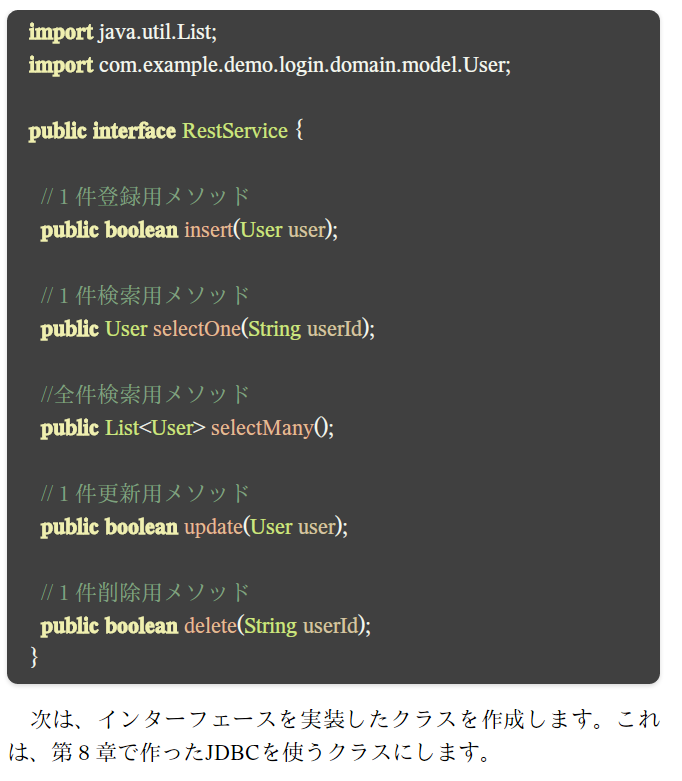 import java.util.List;
import com.example.demo.login.domain.model.User;
public interface RestService {
// 1 件登録用メソッド
public boolean insert(User user);
// 1 件検索用メソッド
public User selectOne(String userId);
//全件検索用メソッド
public List<User> selectMany();
// 1 件更新用メソッド
public boolean update(User user);
// 1 件削除用メソッド
public boolean delete(String userId);
}
次は、インターフェースを実装したクラスを作成します。これ
は、第 8 章で作ったJDBCを使うクラスにします。